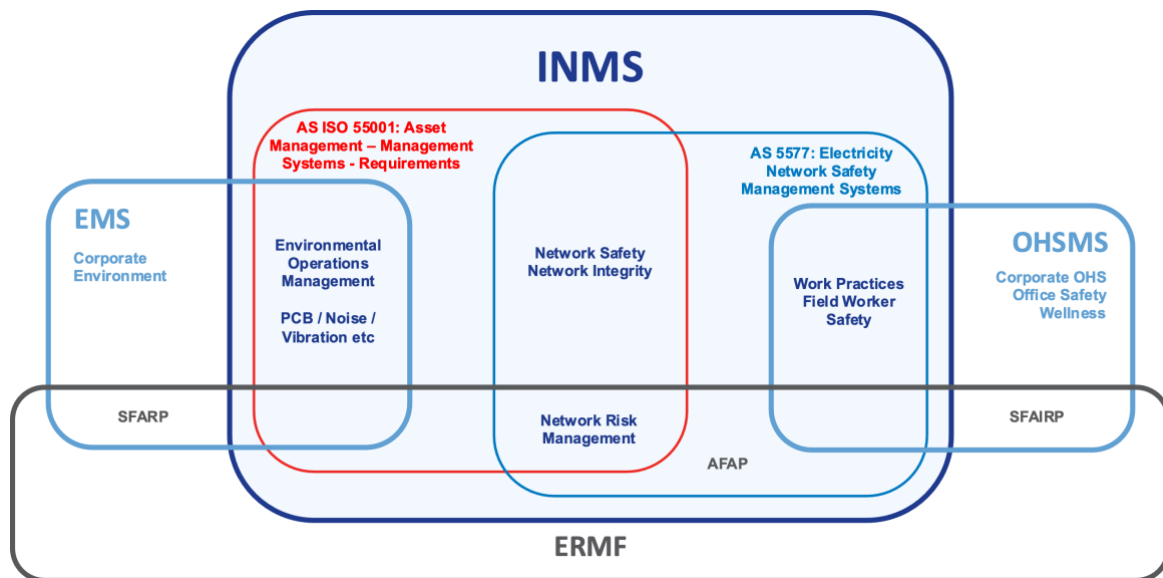 INMS
AS ISO 55001: Asset
Management – Management
Systems - Requirements
AS 5577: Electricity
Network Safety
Management Systems
EMS
Corporate
Environment
Environmental
Operations
Management
PCB / Noise /
Vibration etc
Network Safety
Network Integrity
Work Practices
Field Worker
Safety
OHSMS
Corporate OHS
Office Safety
Wellness
SFARP
Network Risk
Management
AFAP
SFAIRP
ERMF